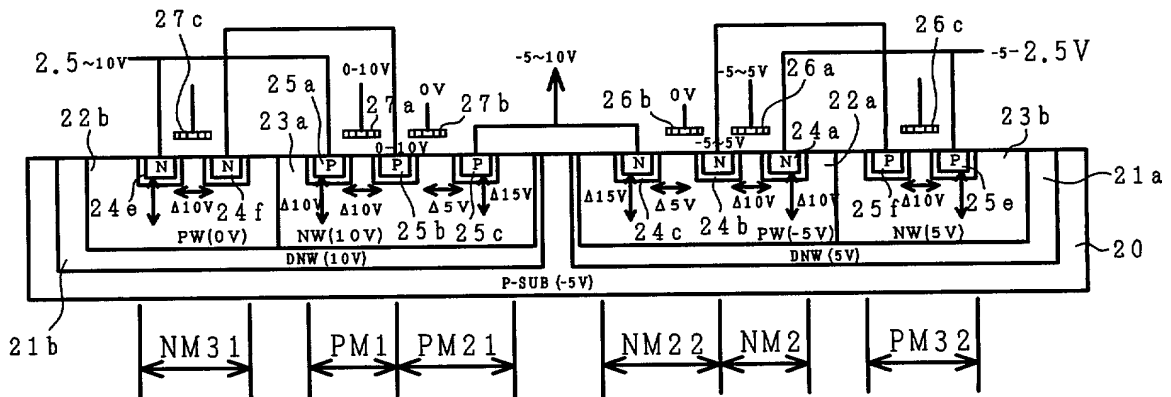 27c
26c
2.5~10V
-5~10V
-5-2.5V
25a
0-10V
27a
0V
27b
26b
0V
-5~5V
26a
22a
22b
23a
24a
23b
0-10V
-5~5V
N N P P P N N N P P
21a
24e
Δ10V
24f
Δ10V
Δ10V
25b
Δ5V
25c
Δ15V
Δ15V
24c
Δ5V
24b
Δ10V
Δ10V
25f
Δ10V
25e
PW(0V) NW(10V) PW(-5V) NW(5V)
20
DNW(10V) DNW(5V)
P-SUB(-5V)
21b
NM31 PM1 PM21 NM22 NM2 PM32